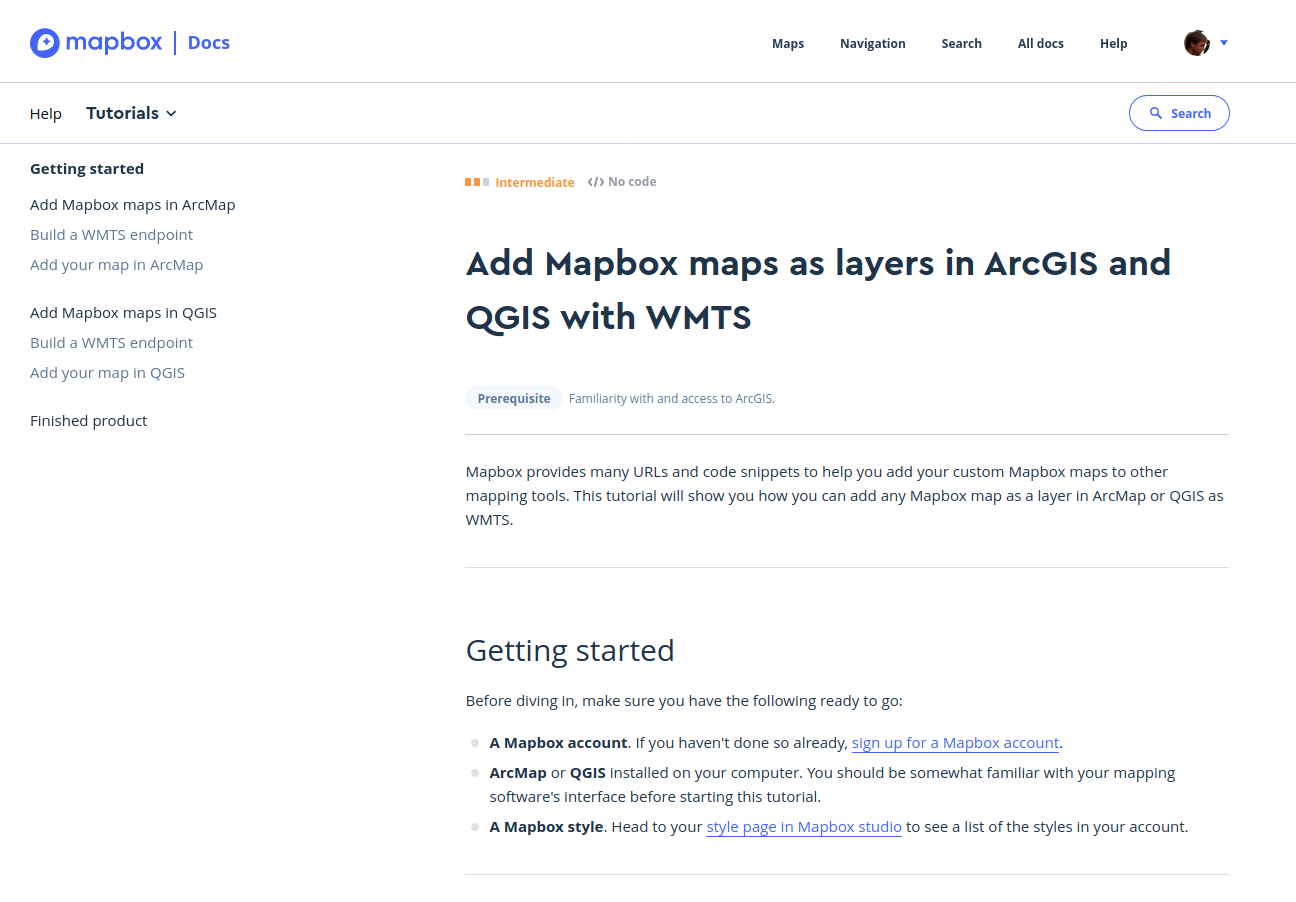 mapbox | Docs
Maps Navigation Search All docs Help
Help Tutorials Search
Getting started
Add Mapbox maps in ArcMap
Build a WMTS endpoint
Add your map in ArcMap
Add Mapbox maps in QGIS
Build a WMTS endpoint
Add your map in QGIS
Finished product
Intermediate </> No code
Add Mapbox maps as layers in ArcGIS and
QGIS with WMTS
Prerequisite Familiarity with and access to ArcGIS.
Mapbox provides many URLs and code snippets to help you add your custom Mapbox maps to other
mapping tools. This tutorial will show you how you can add any Mapbox map as a layer in ArcMap or QGIS as
WMTS.
Getting started
Before diving in, make sure you have the following ready to go:
A Mapbox account. If you haven't done so already, sign up for a Mapbox account.
ArcMap or QGIS installed on your computer. You should be somewhat familiar with your mapping
software's interface before starting this tutorial.
A Mapbox style. Head to your style page in Mapbox studio to see a list of the styles in your account.